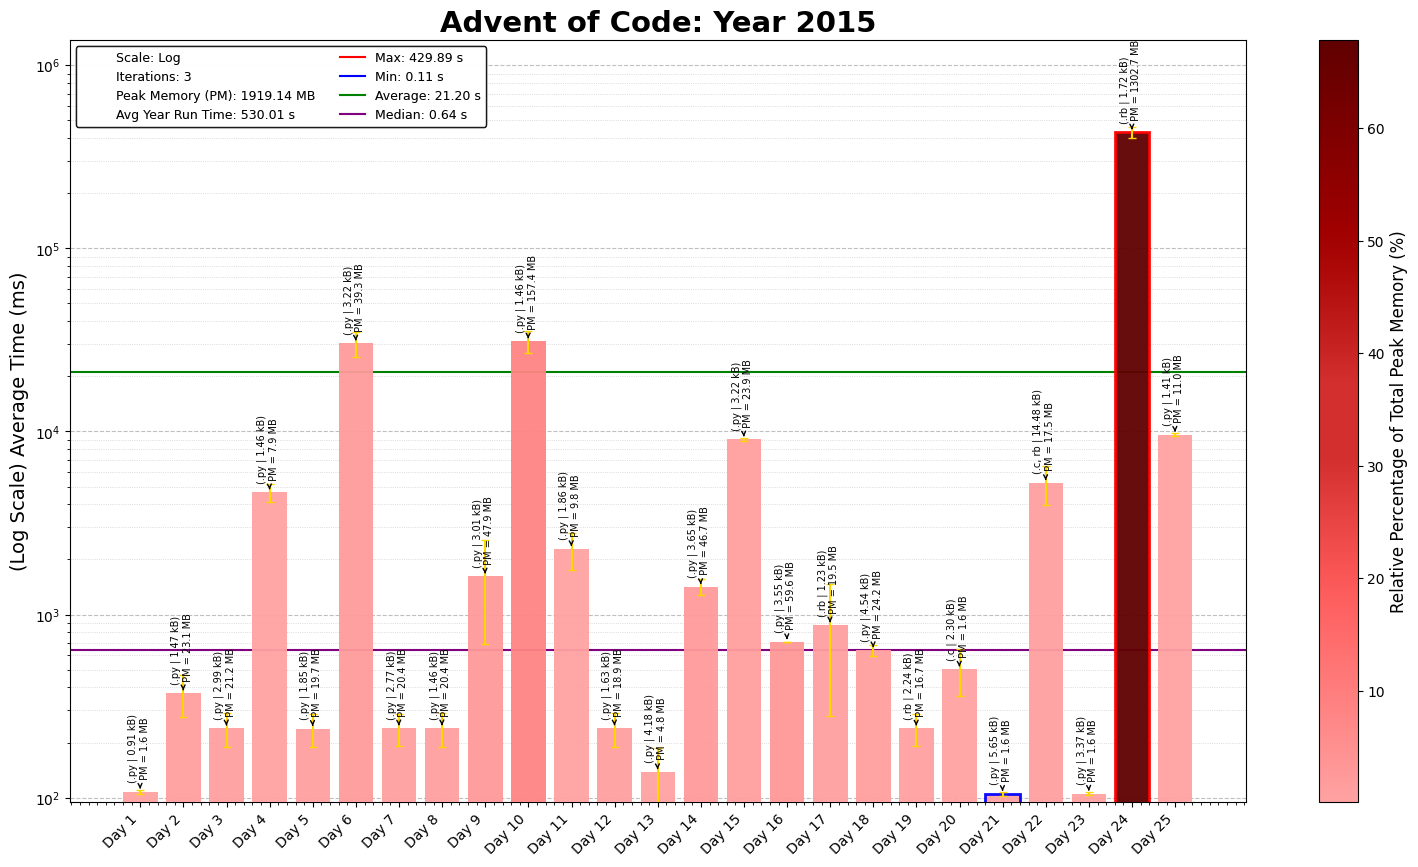 Advent of Code: Year 2015
Scale: Log
Iterations: 3
Peak Memory (PM): 1919.14 MB
Avg Year Run Time: 530.01 s
Max: 429.89 s
Min: 0.11 s
Average: 21.20 s
Median: 0.64 s
(Log Scale) Average Time (ms)
10^6
10^5
10^4
10^3
10^2
(.py | 0.91 kB)
PM = 1.6 MB
(.py | 1.47 kB)
PM = 23.1 MB
(.py | 2.99 kB)
PM = 21.2 MB
(.py | 1.46 kB)
PM = 7.9 MB
(.py | 1.85 kB)
PM = 19.7 MB
(.py | 3.22 kB)
PM = 39.3 MB
(.py | 2.77 kB)
PM = 20.4 MB
(.py | 1.46 kB)
PM = 20.4 MB
(.py | 3.01 kB)
PM = 47.9 MB
(.py | 1.46 kB)
PM = 157.4 MB
(.py | 1.86 kB)
PM = 9.8 MB
(.py | 1.63 kB)
PM = 18.9 MB
(.py | 4.18 kB)
PM = 4.8 MB
(.py | 3.65 kB)
PM = 46.7 MB
(.py | 3.22 kB)
PM = 23.9 MB
(.py | 3.55 kB)
PM = 59.6 MB
(.rb | 1.23 kB)
PM = 19.5 MB
(.py | 4.54 kB)
PM = 24.2 MB
(.rb | 2.24 kB)
PM = 16.7 MB
(.c | 2.30 kB)
PM = 1.6 MB
(.py | 5.65 kB)
PM = 1.6 MB
(.c, rb | 14.48 kB)
PM = 17.5 MB
(.py | 3.37 kB)
PM = 1.6 MB
(.rb | 1.72 kB)
PM = 1302.7 MB
(.py | 1.41 kB)
PM = 11.0 MB
Day 1
Day 2
Day 3
Day 4
Day 5
Day 6
Day 7
Day 8
Day 9
Day 10
Day 11
Day 12
Day 13
Day 14
Day 15
Day 16
Day 17
Day 18
Day 19
Day 20
Day 21
Day 22
Day 23
Day 24
Day 25
60
50
40
30
20
10
Relative Percentage of Total Peak Memory (%)